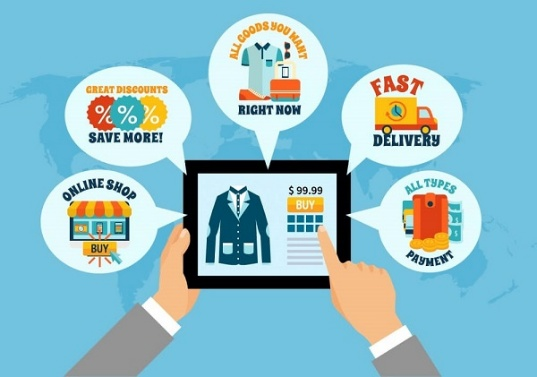 ALL GOODS YOU WANT
RIGHT NOW
GREAT DISCOUNTS
% % %
SAVE MORE!
FAST
DELIVERY
ONLINE SHOP
BUY
ALL TYPES
PAYMENT
$ 99.99
BUY